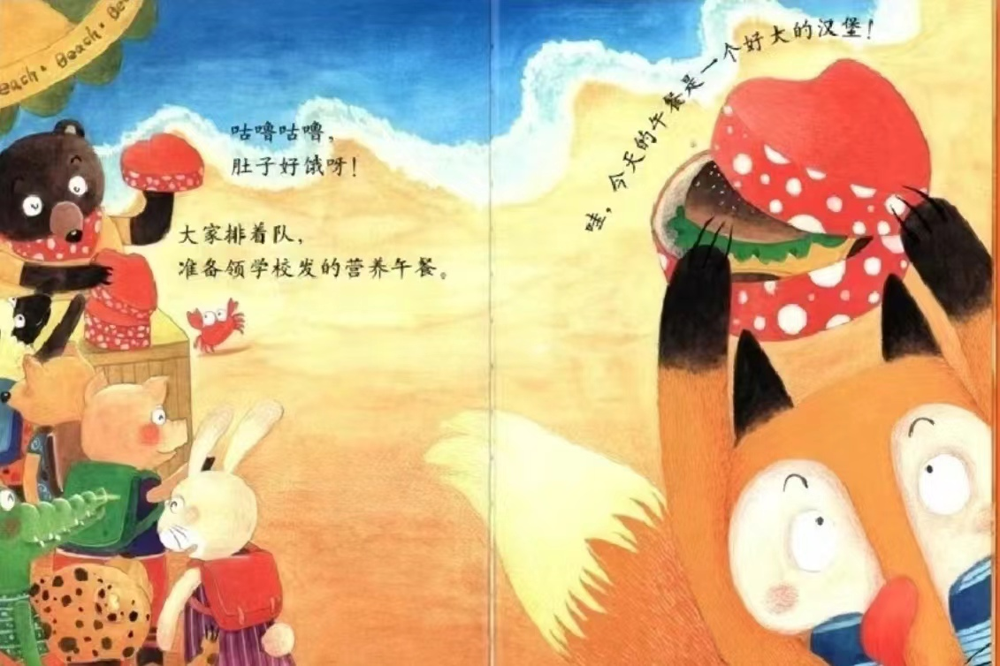 each · Beach · Be
咕噜咕噜,
肚子好饿呀!
大家排着队,
准备领学校发的营养午餐。
哇,今天的午餐是一个好大的汉堡!